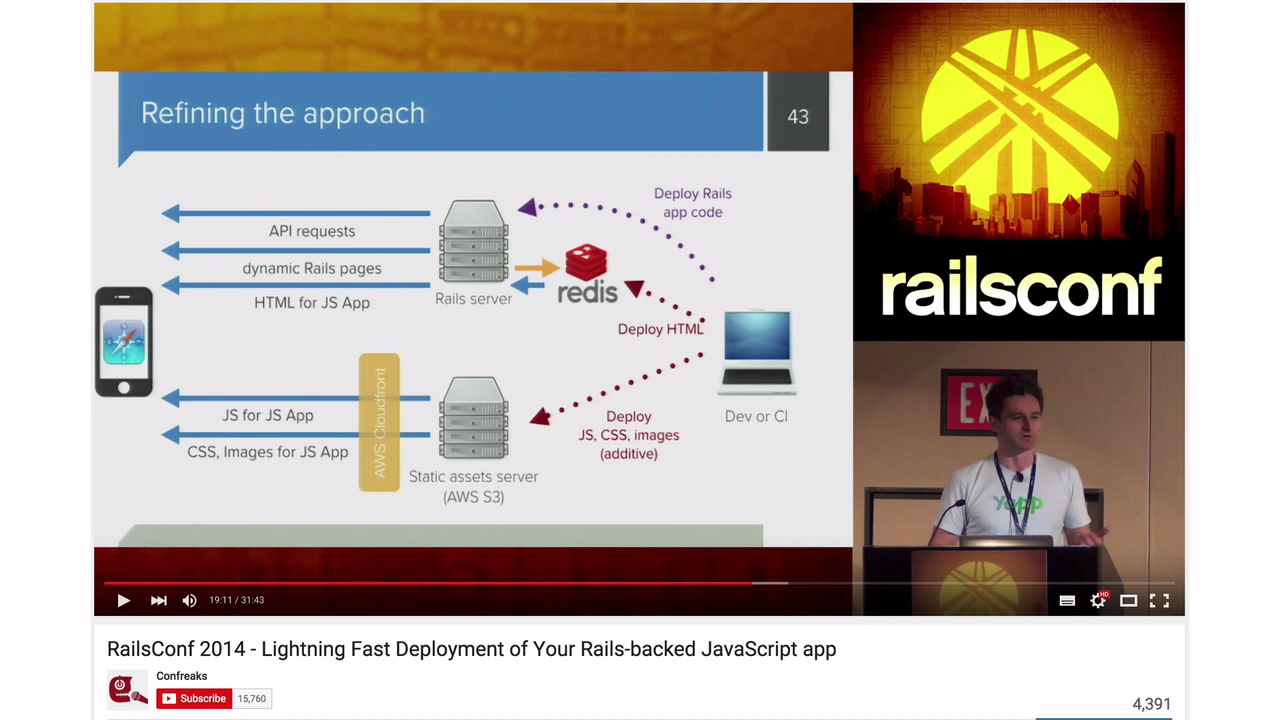 Refining the approach
43
Deploy Rails
app code
API requests
dynamic Rails pages
HTML for JS App
Rails server
redis
Deploy HTML
AWS Cloudfront
JS for JS App
CSS, Images for JS App
Deploy
JS, CSS, images
(additive)
Dev or CI
Static assets server
(AWS S3)
railsconf
EX
Yapp
19:11 / 31:43
HD
RailsConf 2014 - Lightning Fast Deployment of Your Rails-backed JavaScript app
Confreaks
Subscribe
15,760
4,391